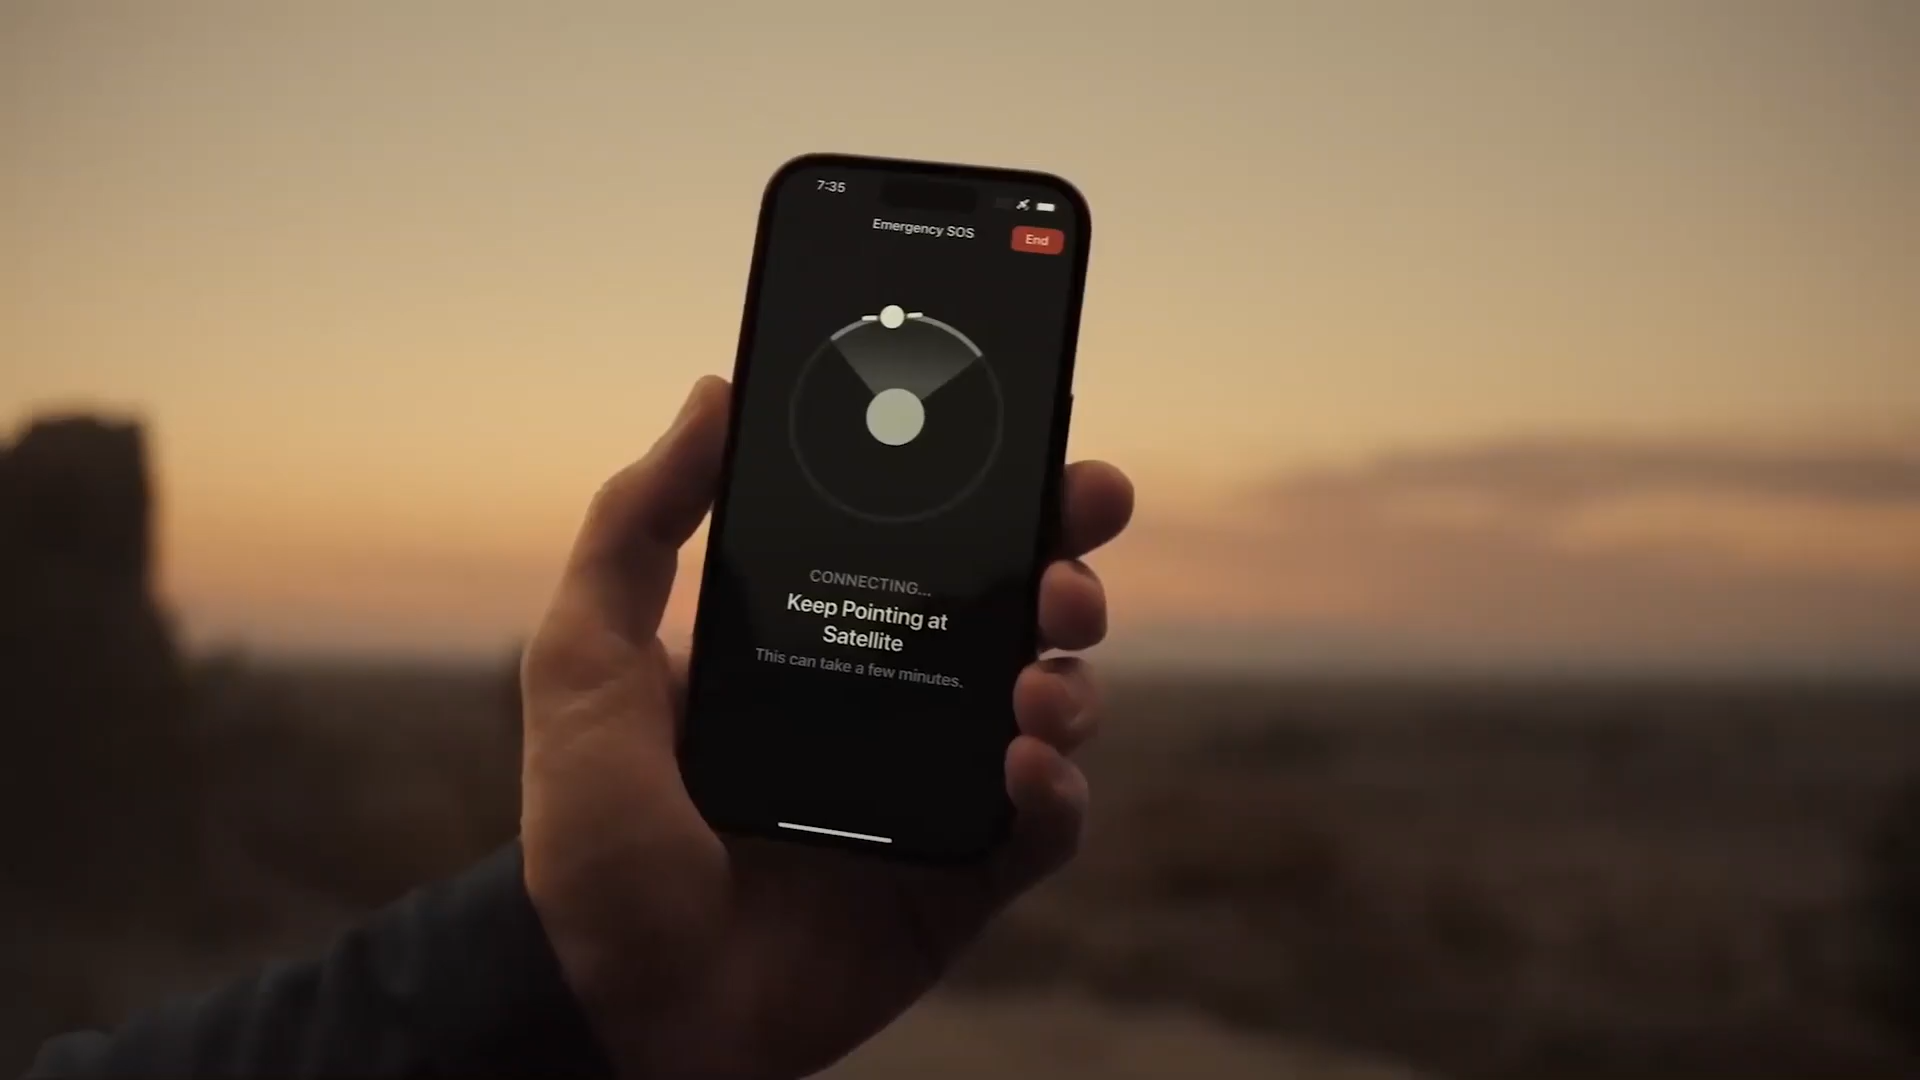 7:35
Emergency SOS
End
CONNECTING...
Keep Pointing at
Satellite
This can take a few minutes.